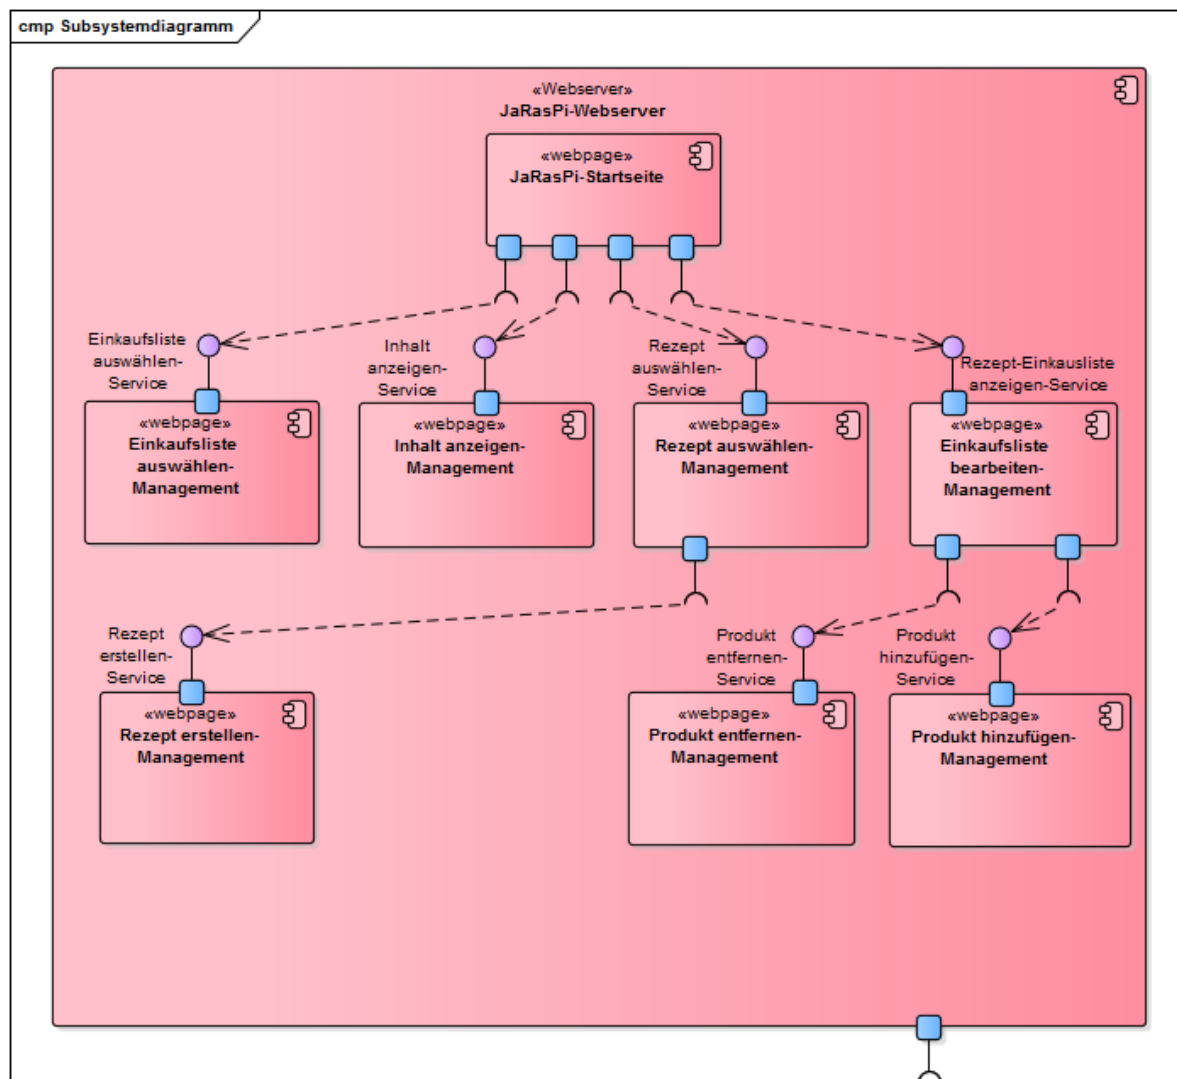 cmp Subsystemdiagramm
«Webserver»
JaRasPi-Webserver
«webpage»
JaRasPi-Startseite
Einkaufsliste
auswählen-
Service
Inhalt
anzeigen-
Service
Rezept
auswählen-
Service
Rezept-Einkausliste
anzeigen-Service
«webpage»
Einkaufsliste
auswählen-
Management
«webpage»
Inhalt anzeigen-
Management
«webpage»
Rezept auswählen-
Management
«webpage»
Einkaufsliste
bearbeiten-
Management
Rezept
erstellen-
Service
Produkt
entfernen-
Service
Produkt
hinzufügen-
Service
«webpage»
Rezept erstellen-
Management
«webpage»
Produkt entfernen-
Management
«webpage»
Produkt hinzufügen-
Management